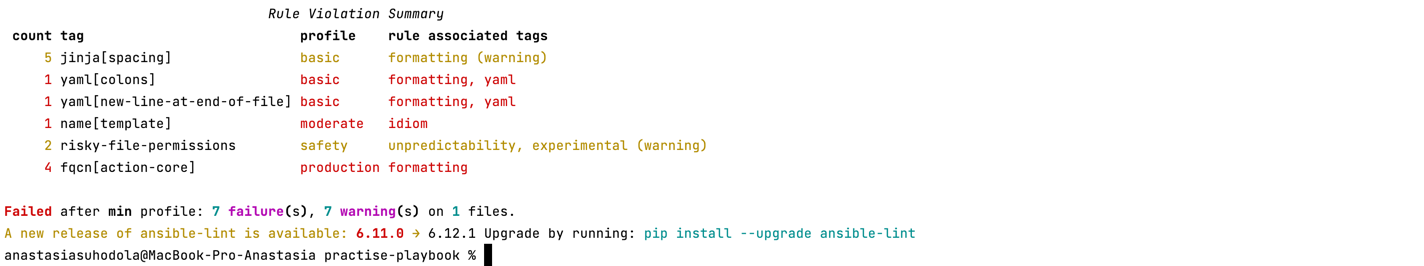 Rule Violation Summary
count tag profile rule associated tags
5 jinja[spacing] basic formatting (warning)
1 yaml[colons] basic formatting, yaml
1 yaml[new-line-at-end-of-file] basic formatting, yaml
1 name[template] moderate idiom
2 risky-file-permissions safety unpredictability, experimental (warning)
4 fqcn[action-core] production formatting
Failed after min profile: 7 failure(s), 7 warning(s) on 1 files.
A new release of ansible-lint is available: 6.11.0 → 6.12.1 Upgrade by running: pip install --upgrade ansible-lint
anastasiasuhodola@MacBook-Pro-Anastasia practise-playbook %